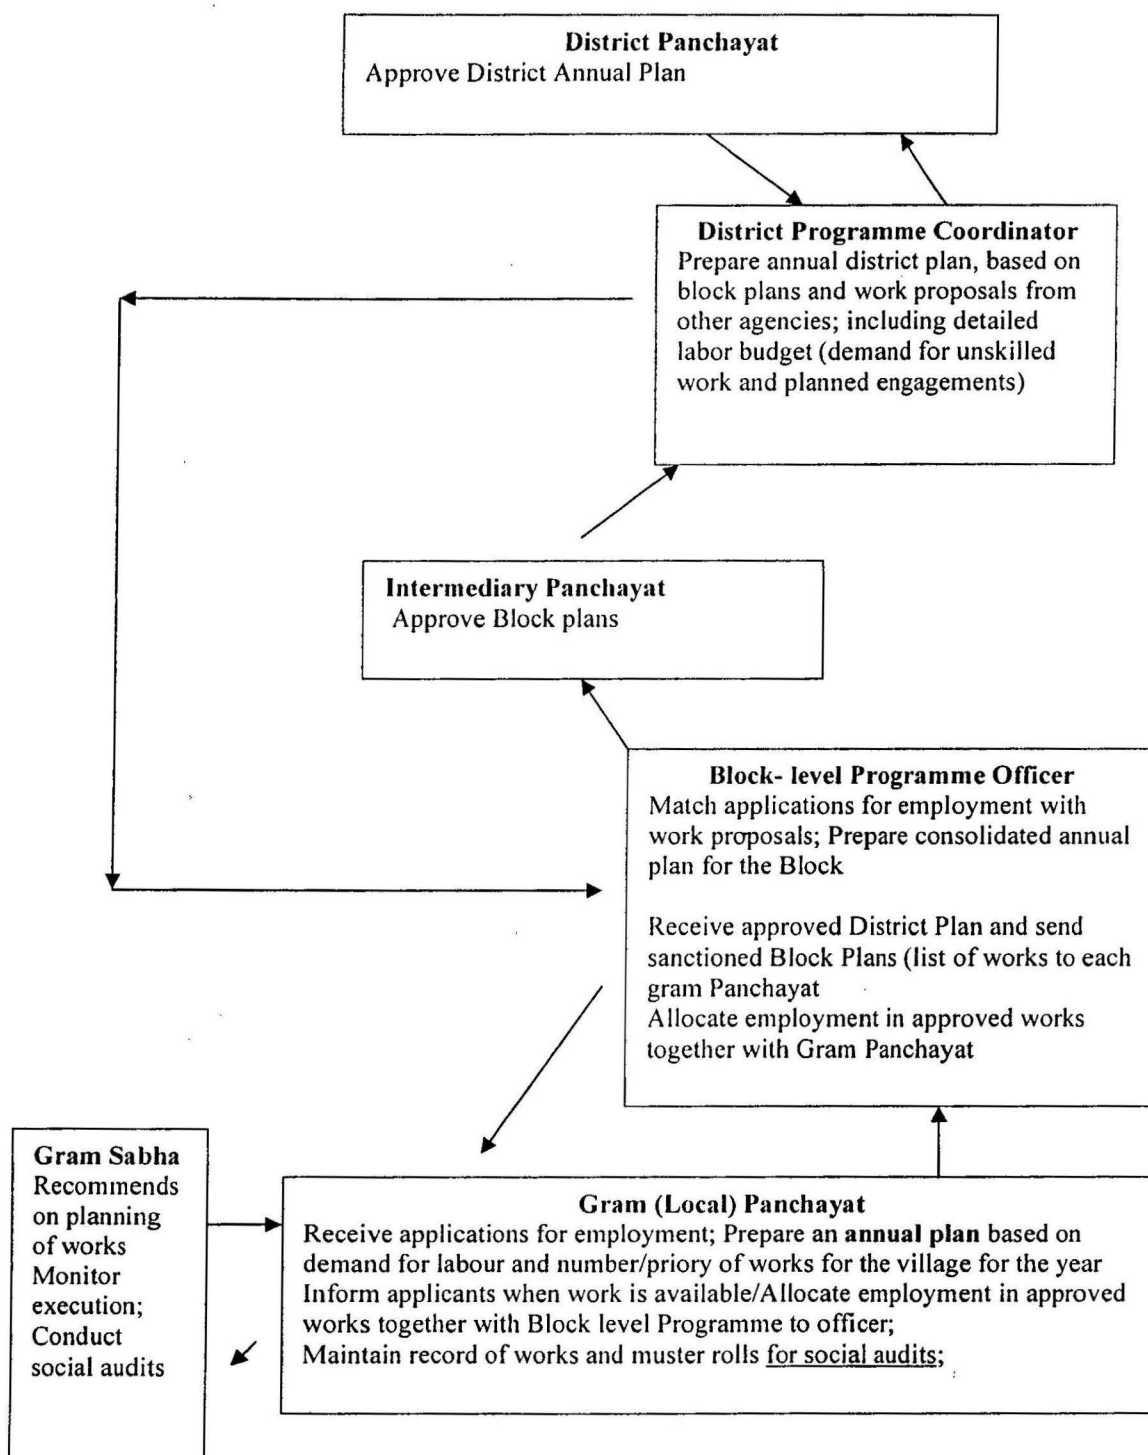 District Panchayat
Approve District Annual Plan
District Programme Coordinator
Prepare annual district plan, based on
block plans and work proposals from
other agencies; including detailed
labor budget (demand for unskilled
work and planned engagements)
Intermediary Panchayat
Approve Block plans
Block- level Programme Officer
Match applications for employment with
work proposals; Prepare consolidated annual
plan for the Block
Receive approved District Plan and send
sanctioned Block Plans (list of works to each
gram Panchayat
Allocate employment in approved works
together with Gram Panchayat
Gram Sabha
Recommends
on planning
of works
Monitor
execution;
Conduct
social audits
Gram (Local) Panchayat
Receive applications for employment; Prepare an annual plan based on
demand for labour and number/priory of works for the village for the year
Inform applicants when work is available/Allocate employment in approved
works together with Block level Programme to officer;
Maintain record of works and muster rolls for social audits;